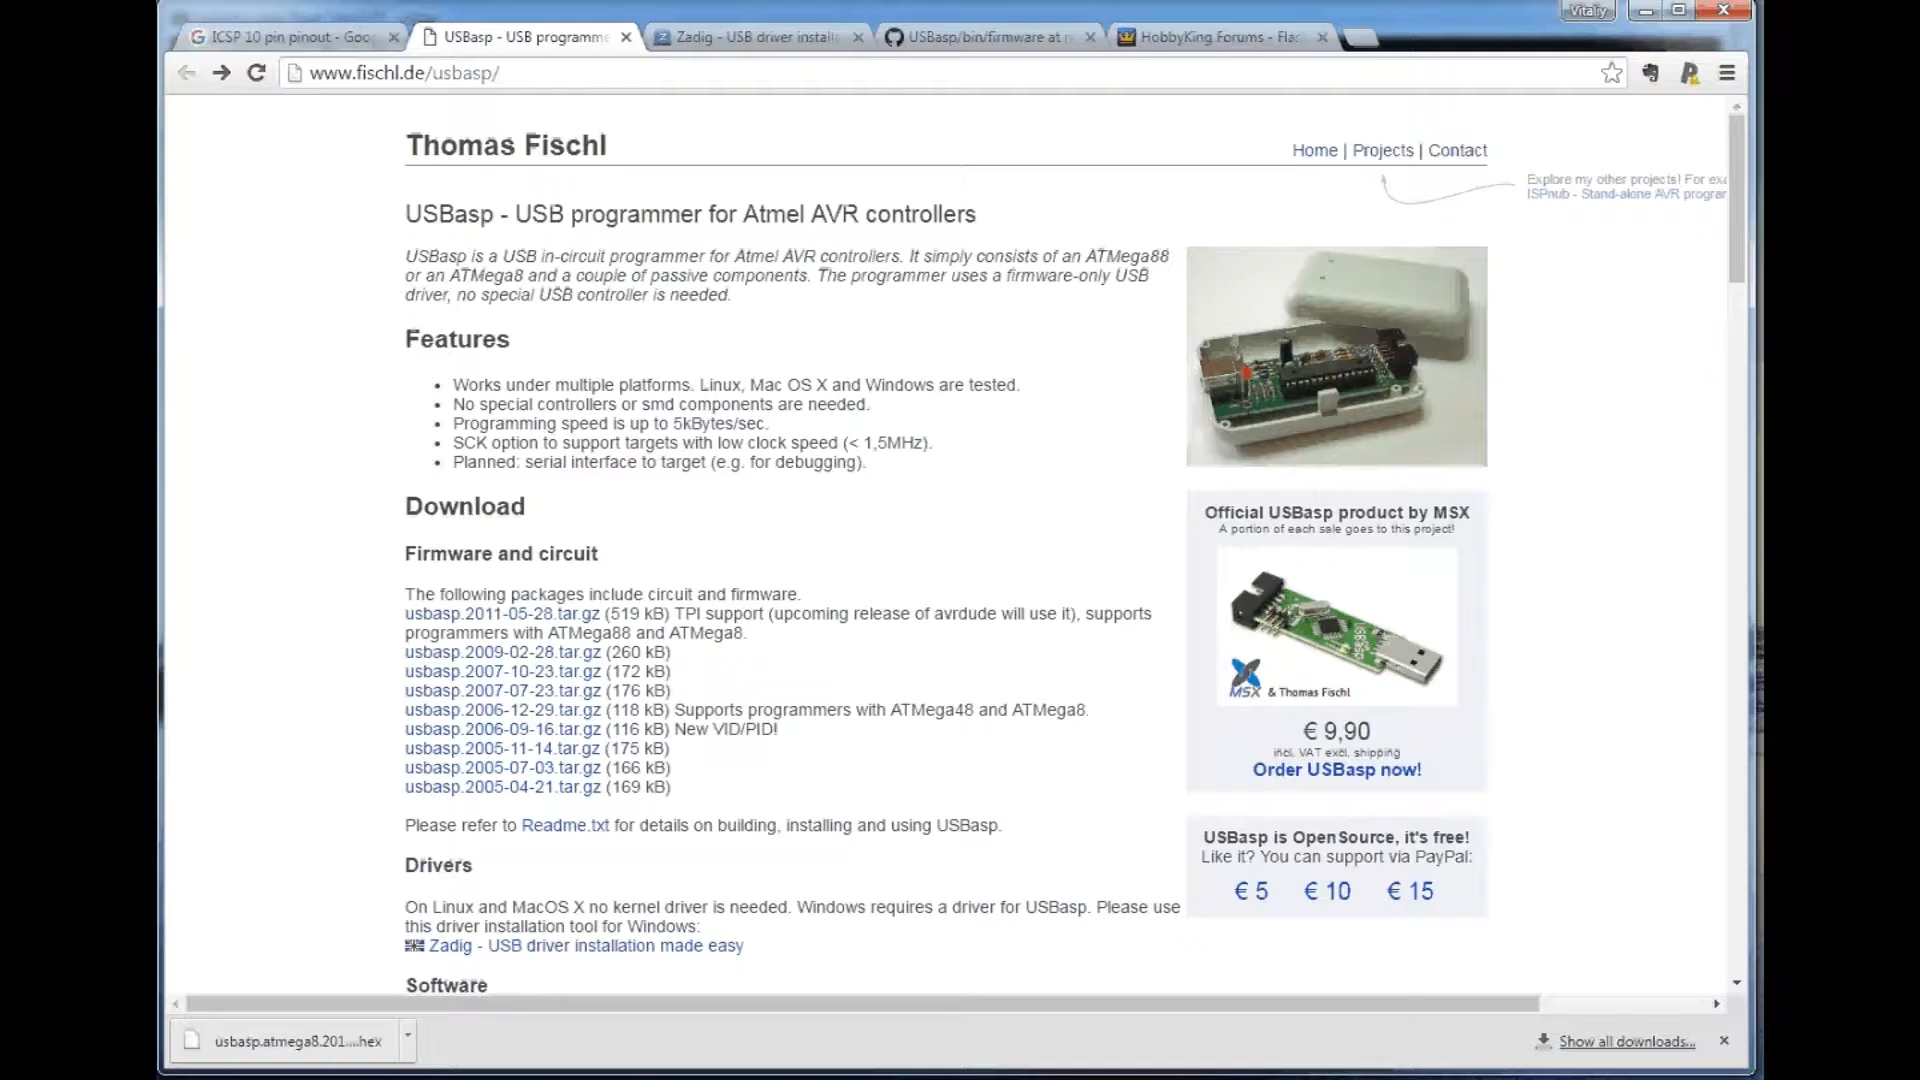 Vitaliy
ICSP 10 pin pinout - Goo
USBasp - USB programme
Zadig - USB driver install
USBasp/bin/firmware at
HobbyKing Forums - Fla
www.fischl.de/usbasp/
Thomas Fischl
Home | Projects | Contact
Explore my other projects! For exa
ISPnub - Stand-alone AVR program
USBasp - USB programmer for Atmel AVR controllers
USBasp is a USB in-circuit programmer for Atmel AVR controllers. It simply consists of an ATMega88
or an ATMega8 and a couple of passive components. The programmer uses a firmware-only USB
driver, no special USB controller is needed.
Features
• Works under multiple platforms. Linux, Mac OS X and Windows are tested.
• No special controllers or smd components are needed.
• Programming speed is up to 5kBytes/sec.
• SCK option to support targets with low clock speed (< 1,5MHz).
• Planned: serial interface to target (e.g. for debugging).
Download
Firmware and circuit
The following packages include circuit and firmware.
usbasp.2011-05-28.tar.gz (519 kB) TPI support (upcoming release of avrdude will use it), supports
programmers with ATMega88 and ATMega8.
usbasp.2009-02-28.tar.gz (260 kB)
usbasp.2007-10-23.tar.gz (172 kB)
usbasp.2007-07-23.tar.gz (176 kB)
usbasp.2006-12-29.tar.gz (118 kB) Supports programmers with ATMega48 and ATMega8.
usbasp.2006-09-16.tar.gz (116 kB) New VID/PID!
usbasp.2005-11-14.tar.gz (175 kB)
usbasp.2005-07-03.tar.gz (166 kB)
usbasp.2005-04-21.tar.gz (169 kB)
Please refer to Readme.txt for details on building, installing and using USBasp.
Drivers
On Linux and MacOS X no kernel driver is needed. Windows requires a driver for USBasp. Please use
this driver installation tool for Windows:
Zadig - USB driver installation made easy
Software
Official USBasp product by MSX
A portion of each sale goes to this project!
USBasp
MSX & Thomas Fischl
€ 9,90
incl. VAT excl. shipping
Order USBasp now!
USBasp is OpenSource, it's free!
Like it? You can support via PayPal:
€ 5 € 10 € 15
usbasp.atmega8.201....hex
Show all downloads...